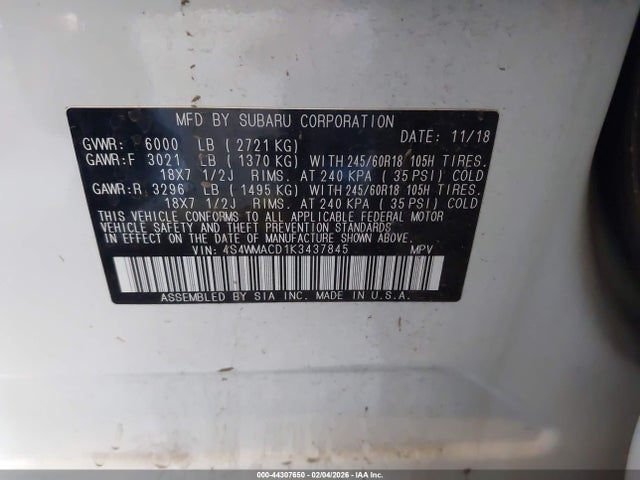 MFD BY SUBARU CORPORATION
DATE: 11/18
GVWR: 6000 LB (2721 KG)
GAWR:F 3021 LB (1370 KG) WITH 245/60R18 105H TIRES.
18X7 1/2J RIMS. AT 240 KPA (35 PSI) COLD
GAWR:R 3296 LB (1495 KG) WITH 245/60R18 105H TIRES.
18X7 1/2J RIMS. AT 240 KPA (35 PSI) COLD
THIS VEHICLE CONFORMS TO ALL APPLICABLE FEDERAL MOTOR
VEHICLE SAFETY AND THEFT PREVENTION STANDARDS
IN EFFECT ON THE DATE OF MANUFACTURE SHOWN ABOVE.
VIN: 4S4WMACD1K3437845 MPV
ASSEMBLED BY SIA INC. MADE IN U.S.A.
000-44307650 - 02/04/2026 - IAA Inc.